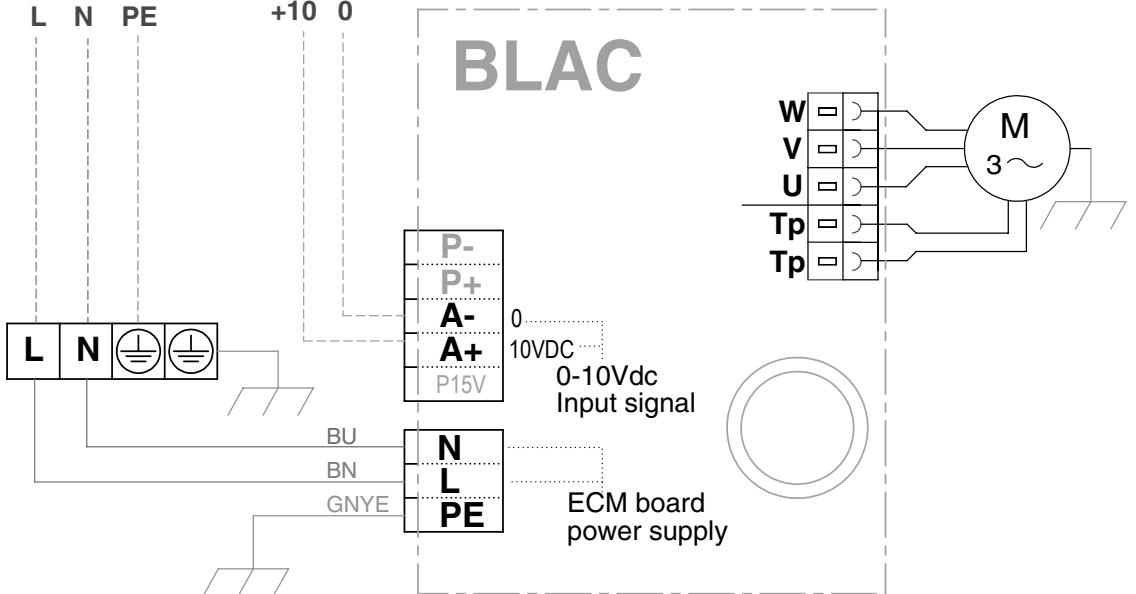 L N PE +10 0
BLAC
W
V
U
Tp
Tp
M
3
P-
P+
A-
A+
P15V
0
10VDC
0-10Vdc
Input signal
L N
BU
BN
GNYE
N
L
PE
ECM board
power supply